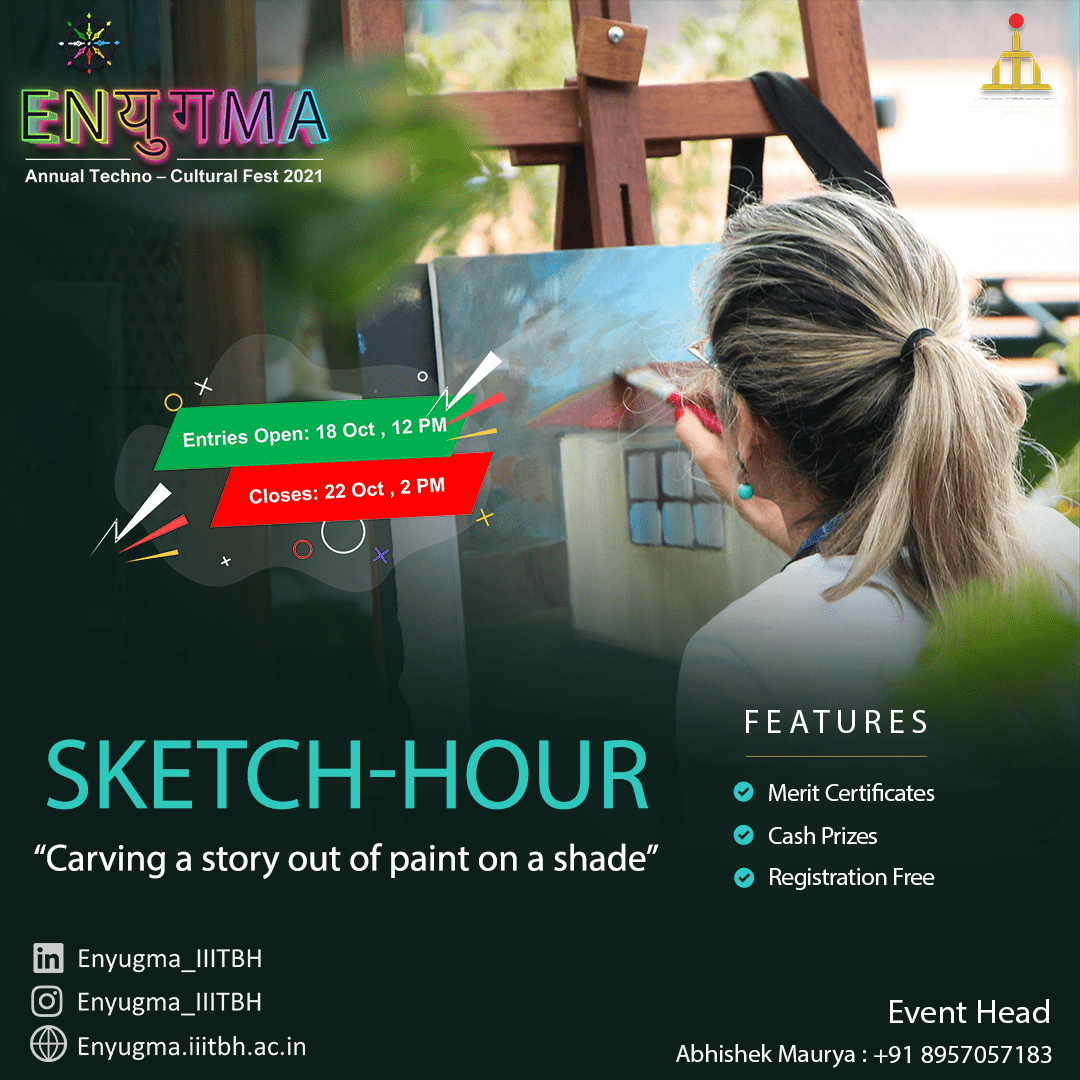 ENयुगMA
Annual Techno – Cultural Fest 2021
Entries Open: 18 Oct , 12 PM
Closes: 22 Oct , 2 PM
SKETCH-HOUR
“Carving a story out of paint on a shade”
FEATURES
Merit Certificates
Cash Prizes
Registration Free
in Enyugma_IIITBH
Enyugma_IIITBH
Enyugma.iiitbh.ac.in
Event Head
Abhishek Maurya : +91 8957057183